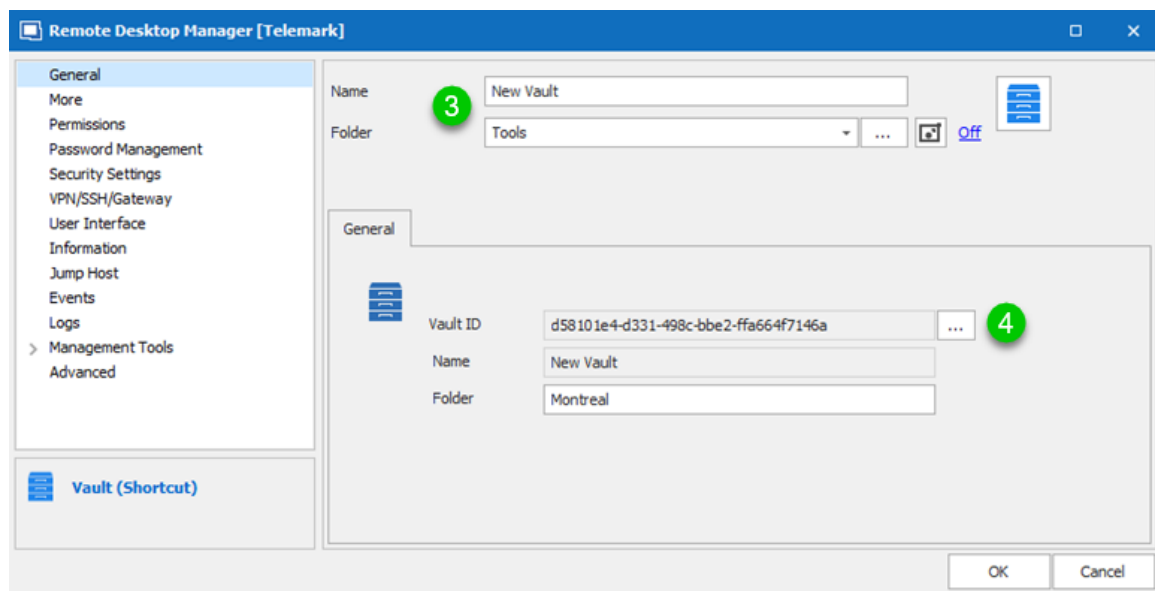 Remote Desktop Manager [Telemark]
General
More
Permissions
Password Management
Security Settings
VPN/SSH/Gateway
User Interface
Information
Jump Host
Events
Logs
Management Tools
Advanced
Vault (Shortcut)
Name New Vault
3
Folder Tools ... Off
General
Vault ID d58101e4-d331-498c-bbe2-ffa664f7146a ... 4
Name New Vault
Folder Montreal
OK Cancel